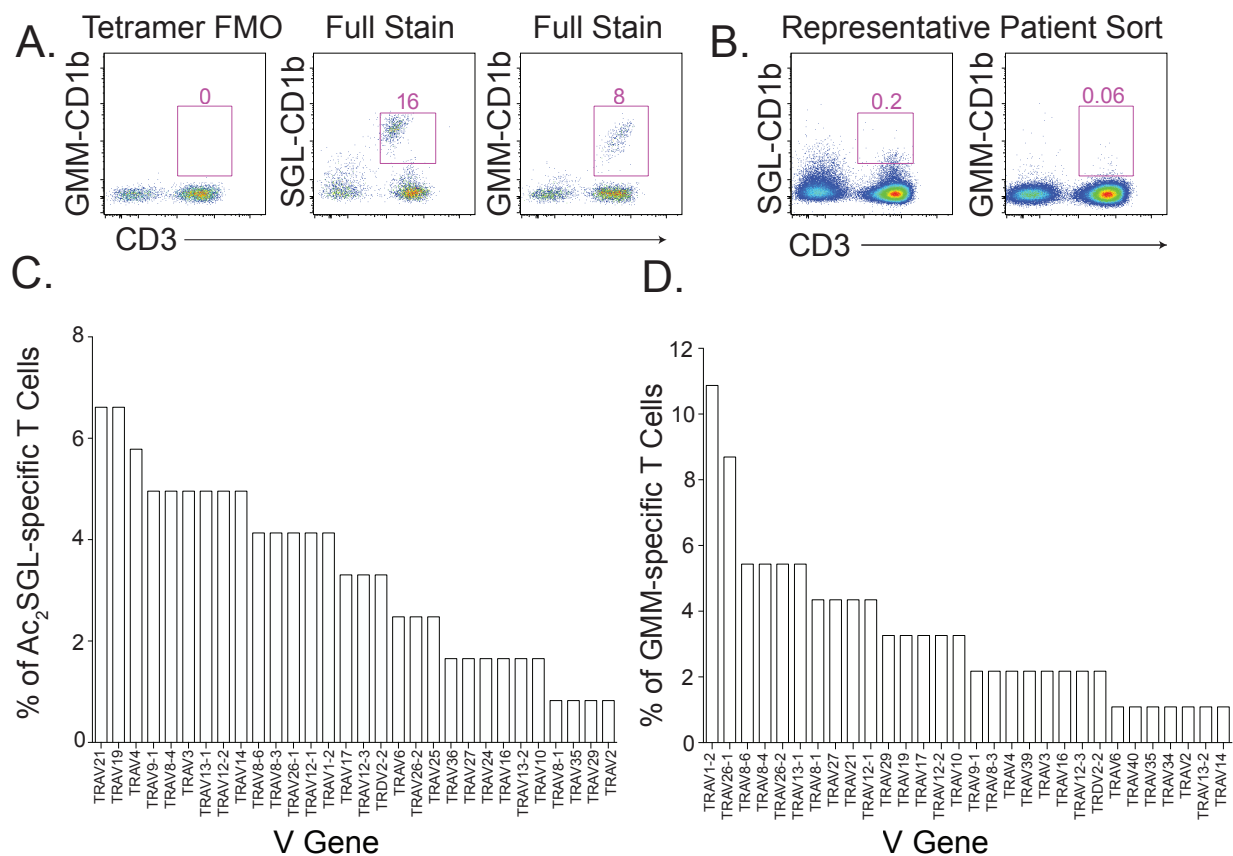 A.
Tetramer FMO
Full Stain
Full Stain
GMM-CD1b
0
SGL-CD1b
16
GMM-CD1b
8
CD3
B.
Representative Patient Sort
SGL-CD1b
0.2
GMM-CD1b
0.06
CD3
C.
% of Ac₂SGL-specific T Cells
8
6
4
2
0
TRAV21
TRAV19
TRAV4
TRAV9-1
TRAV8-4
TRAV3
TRAV13-1
TRAV12-2
TRAV14
TRAV8-6
TRAV8-3
TRAV26-1
TRAV12-1
TRAV1-2
TRAV17
TRAV12-3
TRDV2-2
TRAV6
TRAV26-2
TRAV25
TRAV36
TRAV27
TRAV24
TRAV16
TRAV13-2
TRAV10
TRAV8-1
TRAV35
TRAV29
TRAV2
V Gene
D.
% of GMM-specific T Cells
12
10
8
6
4
2
0
TRAV1-2
TRAV26-1
TRAV8-6
TRAV8-4
TRAV26-2
TRAV13-1
TRAV8-1
TRAV27
TRAV21
TRAV12-1
TRAV29
TRAV19
TRAV17
TRAV12-2
TRAV10
TRAV9-1
TRAV8-3
TRAV4
TRAV39
TRAV3
TRAV16
TRAV12-3
TRDV2-2
TRAV6
TRAV40
TRAV35
TRAV34
TRAV2
TRAV13-2
TRAV14
V Gene